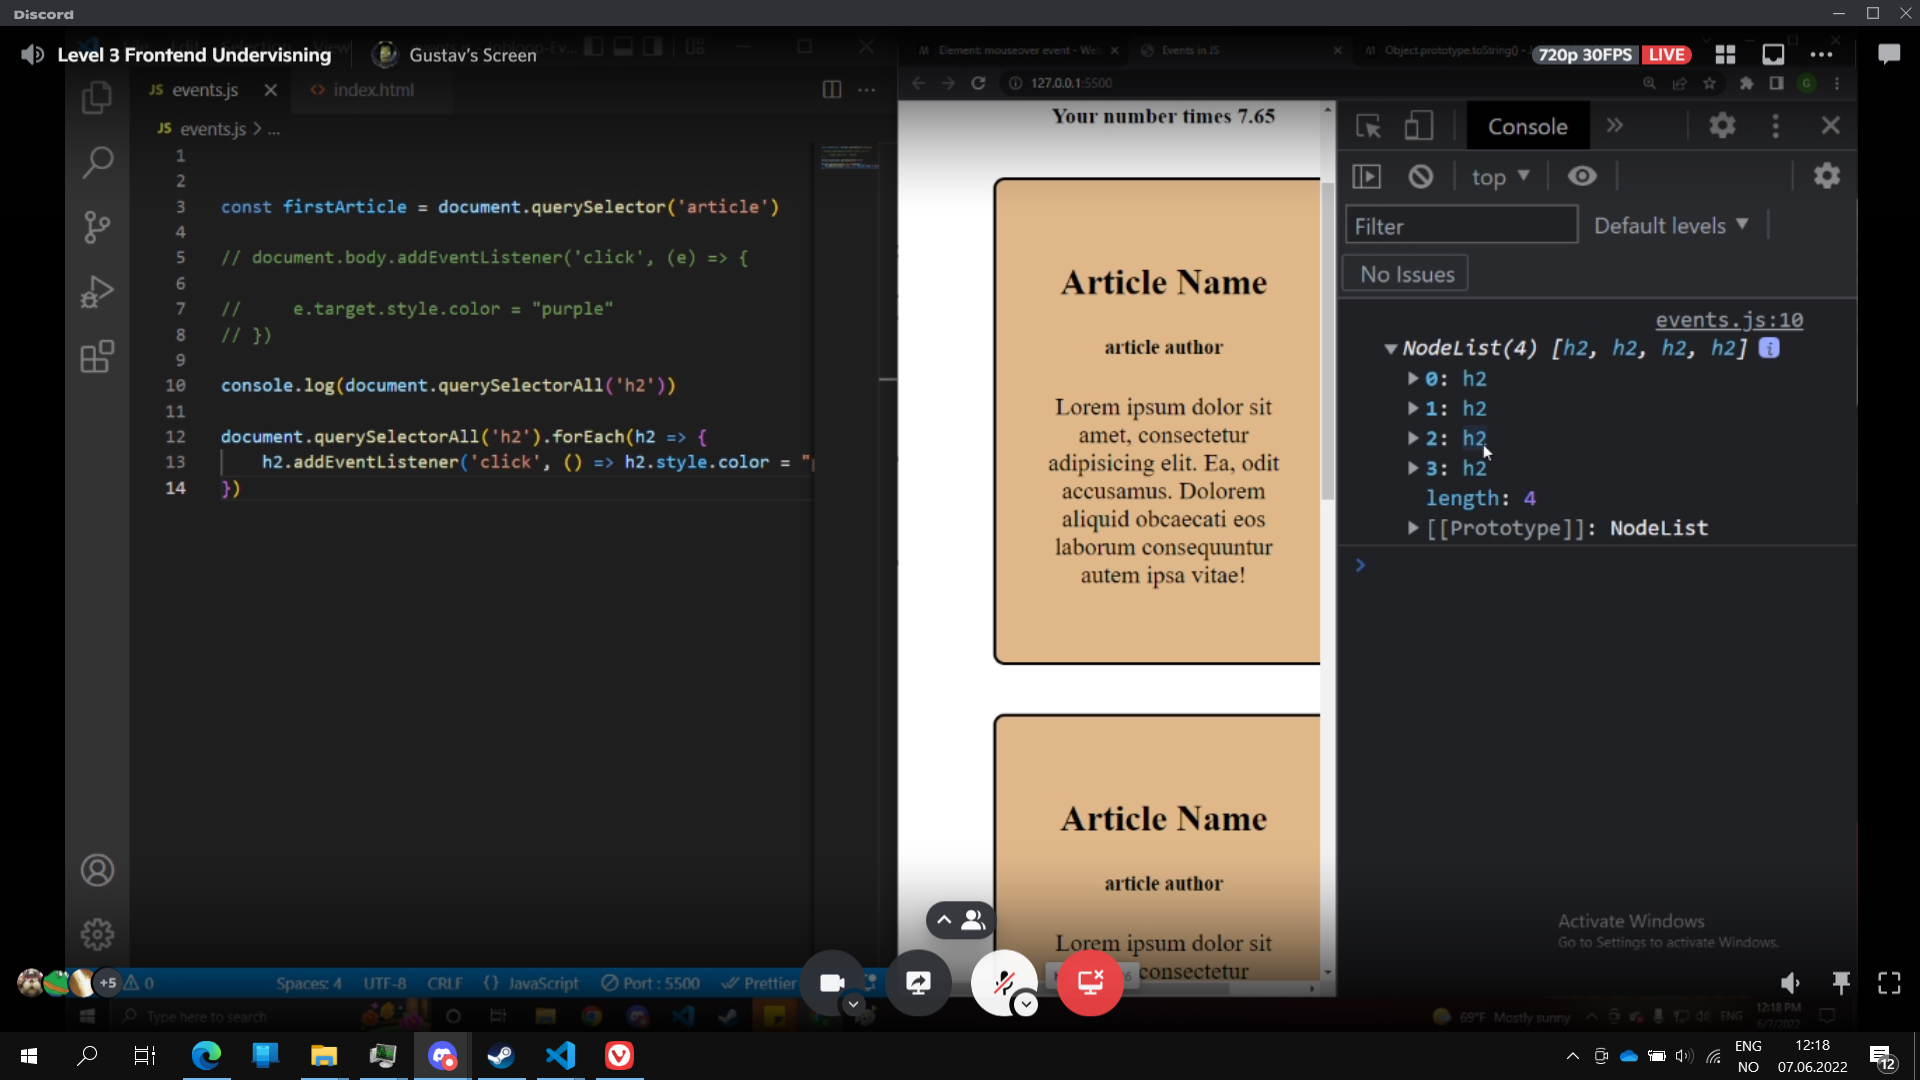 Discord
Level 3 Frontend Undervisning
Gustav's Screen
720p 30FPS
LIVE
JS events.js
<> index.html
JS events.js > ...
Element: mouseover event - We
Events in JS
Object.prototype.toString() -
127.0.0.1:5500
1
2
3 const firstArticle = document.querySelector('article')
4
5 // document.body.addEventListener('click', (e) => {
6
7 //     e.target.style.color = "purple"
8 // })
9
10 console.log(document.querySelectorAll('h2'))
11
12 document.querySelectorAll('h2').forEach(h2 => {
13     h2.addEventListener('click', () => h2.style.color = "
14 })
Your number times 7.65
Article Name
article author
Lorem ipsum dolor sit
amet, consectetur
adipisicing elit. Ea, odit
accusamus. Dolorem
aliquid obcaecati eos
laborum consequuntur
autem ipsa vitae!
Article Name
article author
Lorem ipsum dolor sit
consectetur
Console
top
Filter
Default levels
No Issues
events.js:10
NodeList(4) [h2, h2, h2, h2] i
0: h2
1: h2
2: h2
3: h2
length: 4
[[Prototype]]: NodeList
Activate Windows
Go to Settings to activate Windows.
+5
0
Spaces: 4
UTF-8
CRLF
{} JavaScript
Port : 5500
Prettier
Type here to search
69°F Mostly sunny
ENG
12:18 PM
6/7/2022
ENG
NO
12:18
07.06.2022
12